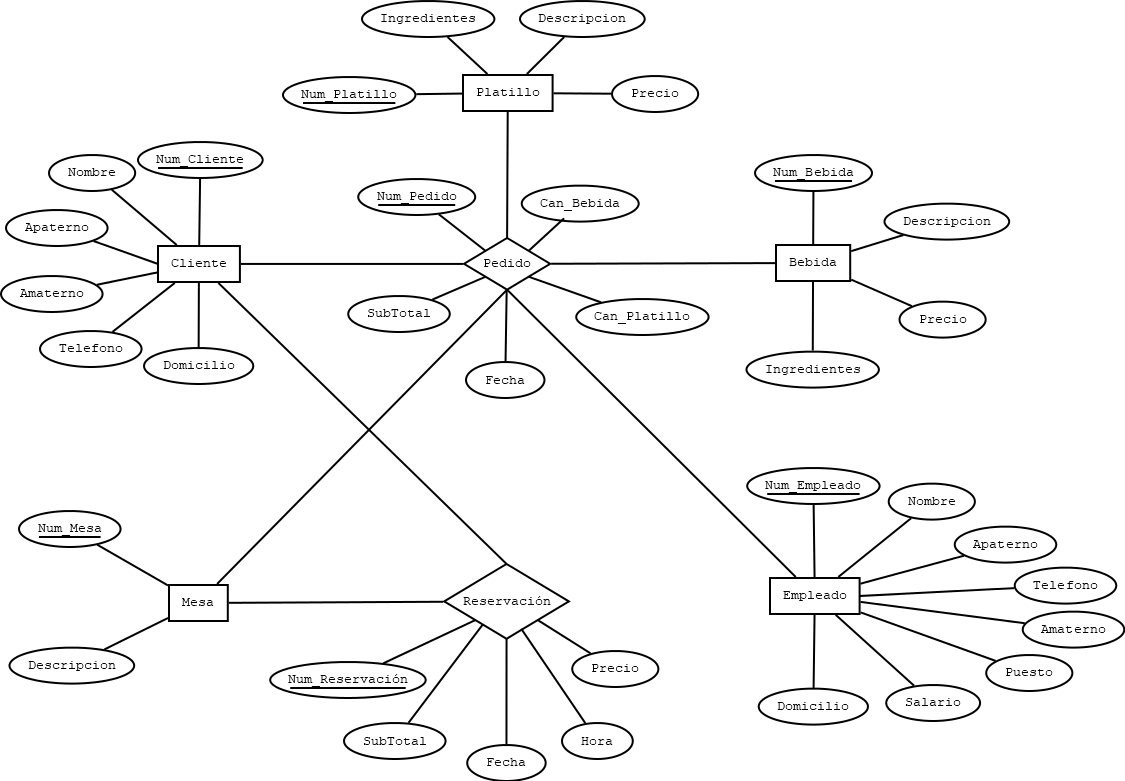 Ingredientes
Descripcion
Num_Platillo
Platillo
Precio
Nombre
Num_Cliente
Num_Pedido
Can_Bebida
Num_Bebida
Apaterno
Descripcion
Cliente
Pedido
Bebida
Amaterno
SubTotal
Can_Platillo
Precio
Telefono
Domicilio
Fecha
Ingredientes
Num_Empleado
Nombre
Num_Mesa
Apaterno
Telefono
Mesa
Reservación
Empleado
Amaterno
Descripcion
Num_Reservación
Precio
Puesto
Domicilio
Salario
SubTotal
Hora
Fecha